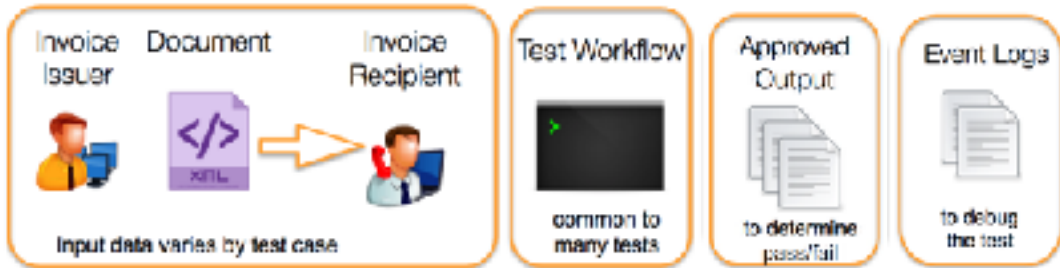 Invoice
Issuer
Document
Invoice
Recipient
XML
Input data varies by test case
Test Workflow
common to
many tests
Approved
Output
to determine
pass/fail
Event Logs
to debug
the test